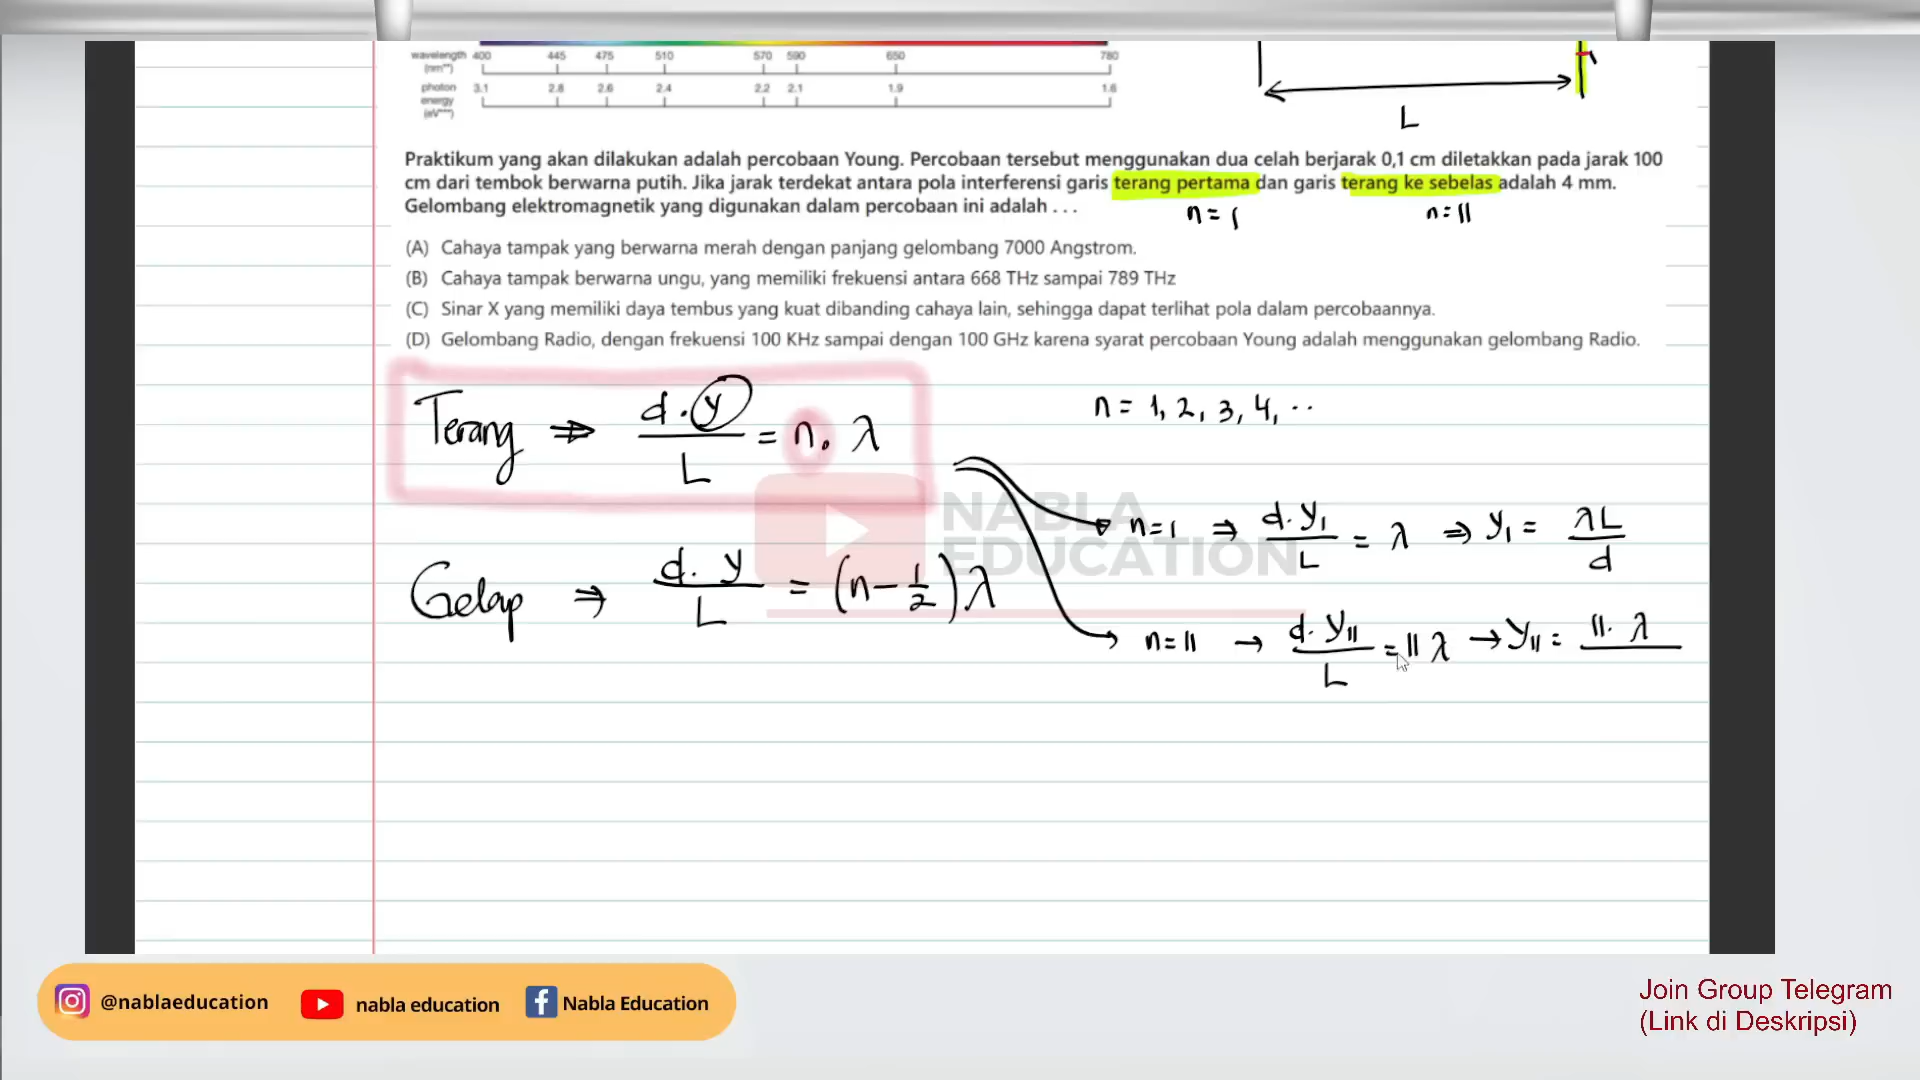 wavelength 400 445 475 510 570 590 650 780
(nm**)
photon 3.1 2.8 2.6 2.4 2.2 2.1 1.9 1.6
energy
(eV***)
L
Praktikum yang akan dilakukan adalah percobaan Young. Percobaan tersebut menggunakan dua celah berjarak 0,1 cm diletakkan pada jarak 100
cm dari tembok berwarna putih. Jika jarak terdekat antara pola interferensi garis terang pertama dan garis terang ke sebelas adalah 4 mm.
Gelombang elektromagnetik yang digunakan dalam percobaan ini adalah . . .
n = 1 n = 11
(A) Cahaya tampak yang berwarna merah dengan panjang gelombang 7000 Angstrom.
(B) Cahaya tampak berwarna ungu, yang memiliki frekuensi antara 668 THz sampai 789 THz
(C) Sinar X yang memiliki daya tembus yang kuat dibanding cahaya lain, sehingga dapat terlihat pola dalam percobaannya.
(D) Gelombang Radio, dengan frekuensi 100 KHz sampai dengan 100 GHz karena syarat percobaan Young adalah menggunakan gelombang Radio.
Terang ⇒ d . y / L = n . λ
n = 1, 2, 3, 4, ..
NABLA
EDUCATION
n = 1 ⇒ d. y1 / L = λ ⇒ y1 = λL / d
Gelap ⇒ d . y / L = (n - 1/2) λ
n = 11 → d. y11 / L = 11 λ → y11 = 11. λ
@nablaeducation nabla education Nabla Education
Join Group Telegram
(Link di Deskripsi)